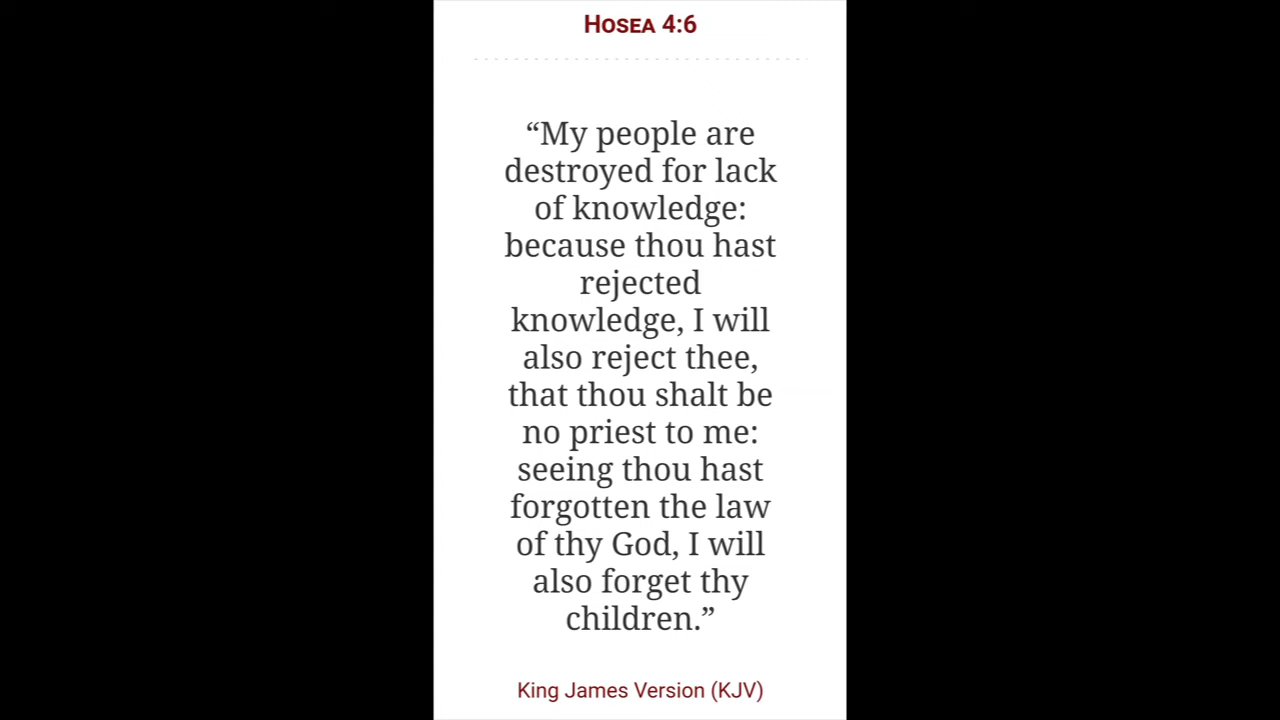 Hosea 4:6
“My people are
destroyed for lack
of knowledge:
because thou hast
rejected
knowledge, I will
also reject thee,
that thou shalt be
no priest to me:
seeing thou hast
forgotten the law
of thy God, I will
also forget thy
children.”
King James Version (KJV)